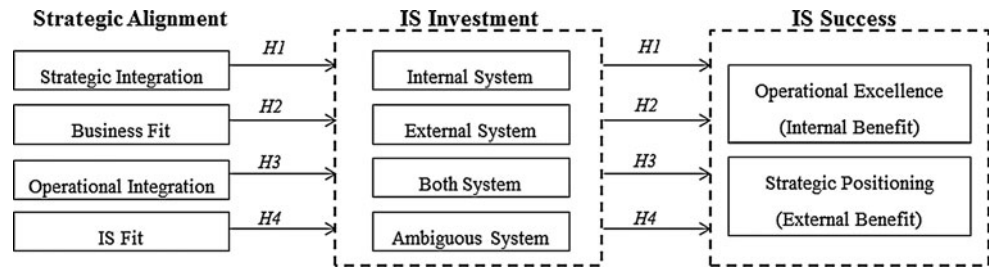 Strategic Alignment
IS Investment
IS Success
H1
H1
Strategic Integration
Internal System
Operational Excellence
(Internal Benefit)
H2
H2
Business Fit
External System
H3
H3
Operational Integration
Both System
Strategic Positioning
(External Benefit)
H4
H4
IS Fit
Ambiguous System